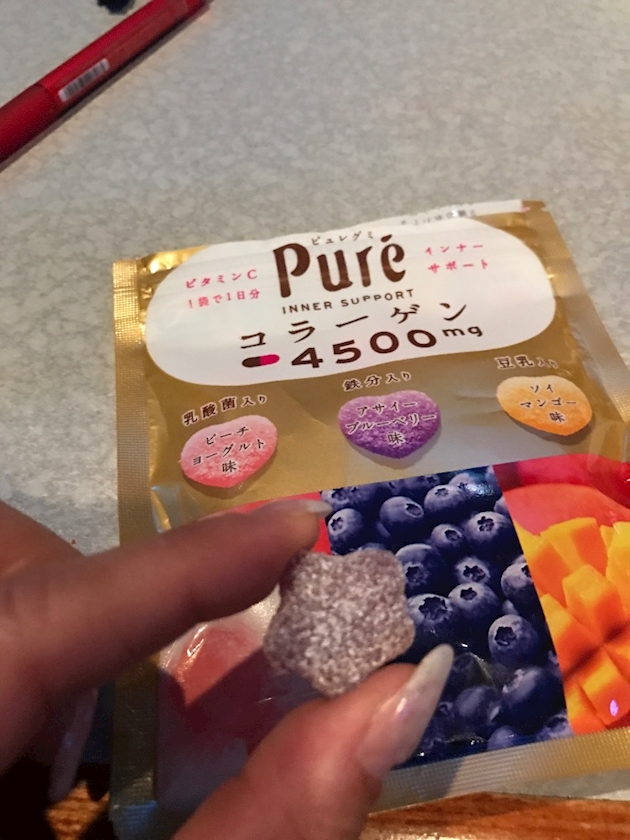 ピュレグミ
Puré
INNER SUPPORT
ビタミンC
1袋で1日分
インナー
サポート
コラーゲン
4500mg
乳酸菌入り
ピーチ
ヨーグルト
味
鉄分入り
アサイー
ブルーベリー
味
豆乳入り
ソイ
マンゴー
味